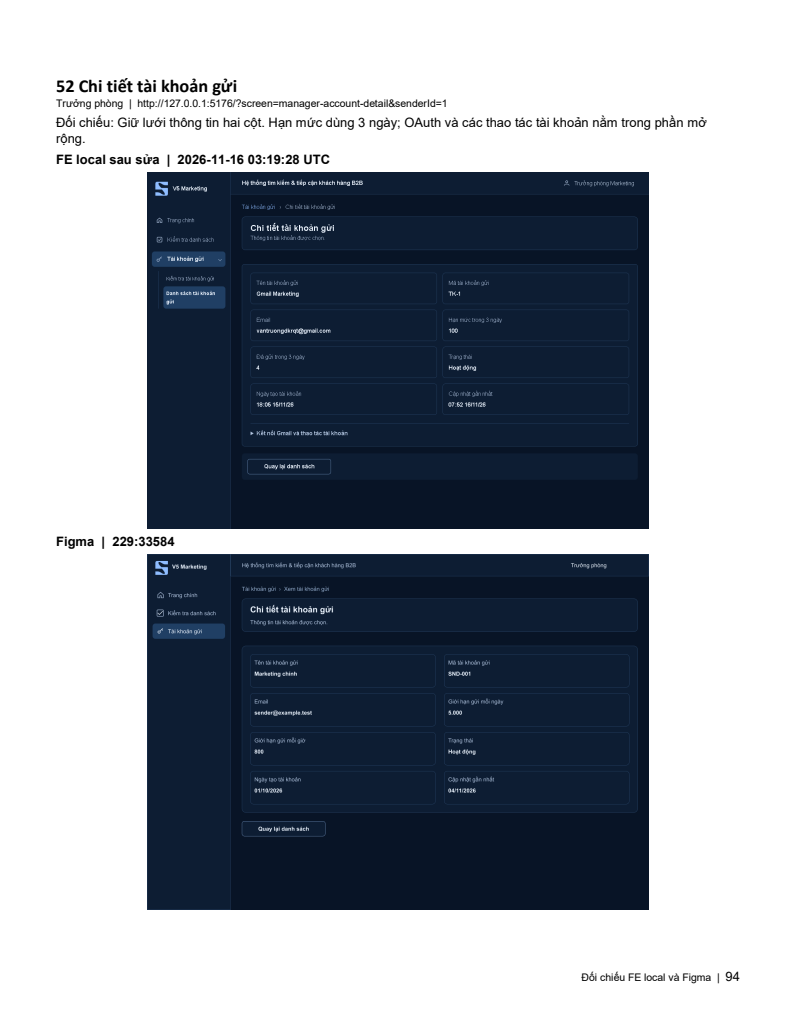 52 Chi tiết tài khoản gửi
Trưởng phòng | http://127.0.0.1:5176/?screen=manager-account-detail&senderId=1
Đối chiếu: Giữ lưới thông tin hai cột. Hạn mức dùng 3 ngày; OAuth và các thao tác tài khoản nằm trong phần mở
rộng.
FE local sau sửa | 2026-11-16 03:19:28 UTC
V5 Marketing
Hệ thống tìm kiếm & tiếp cận khách hàng B2B
Trưởng phòng Marketing
Tài khoản gửi › Chi tiết tài khoản gửi
Trang chính
Kiểm tra danh sách
Tài khoản gửi
Kiểm tra tài khoản gửi
Danh sách tài khoản
gửi
Chi tiết tài khoản gửi
Thông tin tài khoản được chọn.
Tên tài khoản gửi
Gmail Marketing
Mã tài khoản gửi
TK-1
Email
vantruongdkrqt@gmail.com
Hạn mức trong 3 ngày
100
Đã gửi trong 3 ngày
4
Trạng thái
Hoạt động
Ngày tạo tài khoản
18:05 15/11/26
Cập nhật gần nhất
07:52 16/11/26
▸ Kết nối Gmail và thao tác tài khoản
Quay lại danh sách
Figma | 229:33584
V5 Marketing
Hệ thống tìm kiếm & tiếp cận khách hàng B2B
Trưởng phòng
Tài khoản gửi › Xem tài khoản gửi
Trang chính
Kiểm tra danh sách
Tài khoản gửi
Chi tiết tài khoản gửi
Thông tin tài khoản được chọn.
Tên tài khoản gửi
Marketing chính
Mã tài khoản gửi
SND-001
Email
sender@example.test
Giới hạn gửi mỗi ngày
5.000
Giới hạn gửi mỗi giờ
800
Trạng thái
Hoạt động
Ngày tạo tài khoản
01/10/2026
Cập nhật gần nhất
04/11/2026
Quay lại danh sách
Đối chiếu FE local và Figma | 94